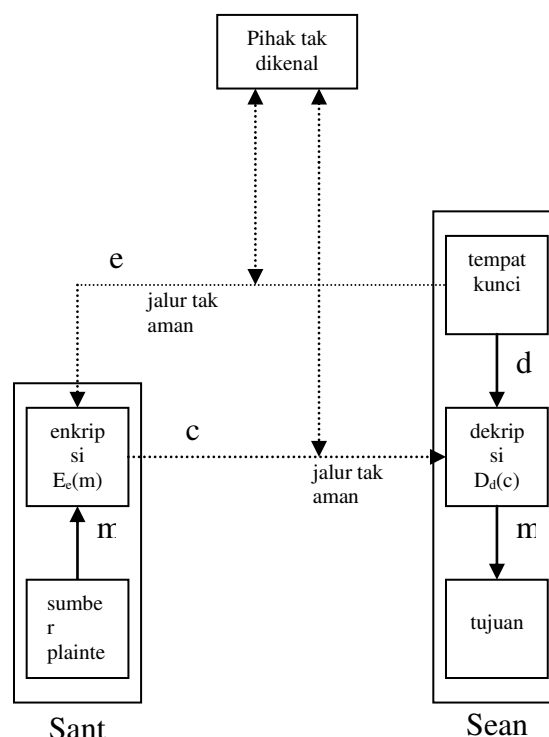 Pihak tak
dikenal
e
jalur tak
aman
tempat
kunci
d
enkrip
si
Ee(m)
c
jalur tak
aman
dekrip
si
Dd(c)
m
m
sumbe
r
plainte
tujuan
Sant
Sean